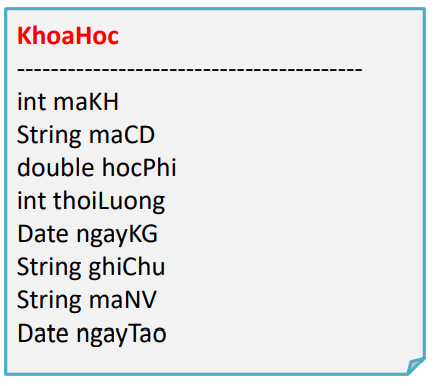 KhoaHoc
-----------------------------------------
int maKH
String maCD
double hocPhi
int thoiLuong
Date ngayKG
String ghiChu
String maNV
Date ngayTao